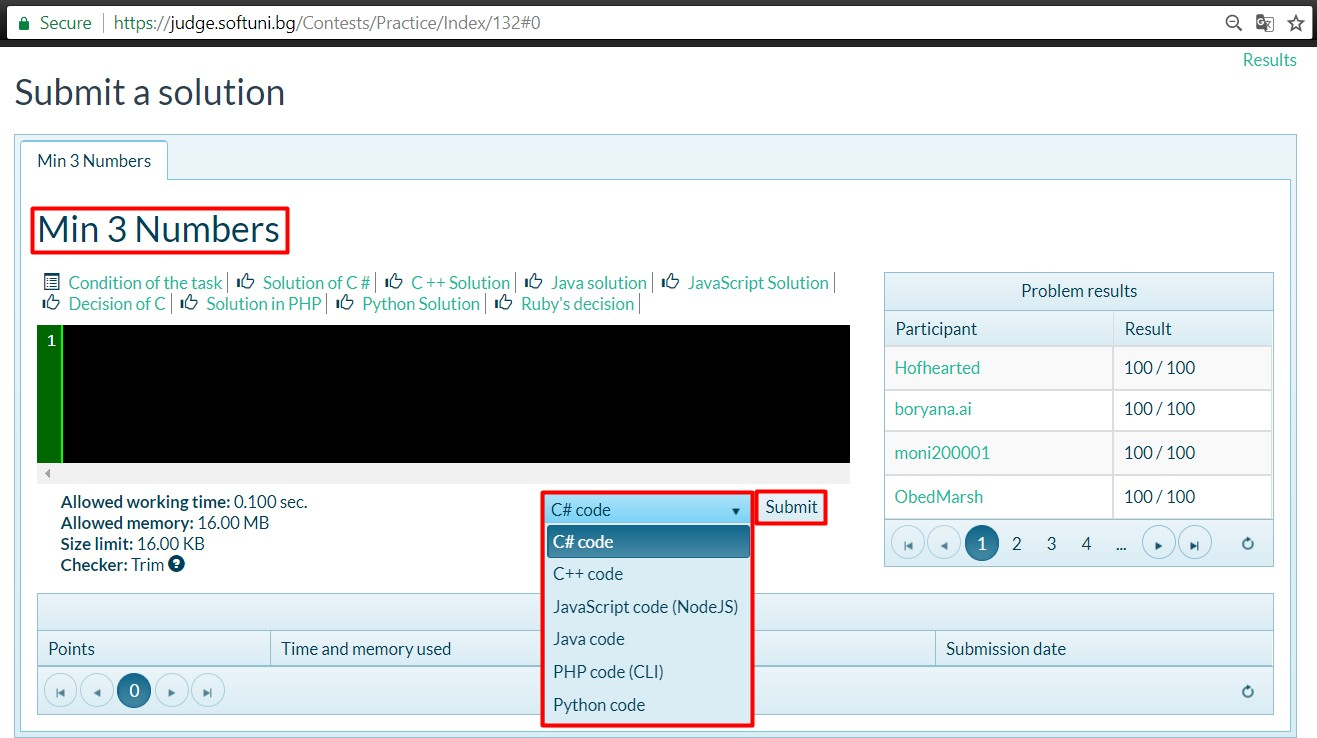 Secure https://judge.softuni.bg/Contests/Practice/Index/132#0
Results
Submit a solution
Min 3 Numbers
Min 3 Numbers
Condition of the task Solution of C # C ++ Solution Java solution JavaScript Solution
Decision of C Solution in PHP Python Solution Ruby's decision
1
Allowed working time: 0.100 sec.
Allowed memory: 16.00 MB
Size limit: 16.00 KB
Checker: Trim ?
C# code
Submit
C# code
C++ code
JavaScript code (NodeJS)
Java code
PHP code (CLI)
Python code
Problem results
Participant Result
Hofhearted 100 / 100
boryana.ai 100 / 100
moni200001 100 / 100
ObedMarsh 100 / 100
1 2 3 4 ...
Points Time and memory used Submission date
0